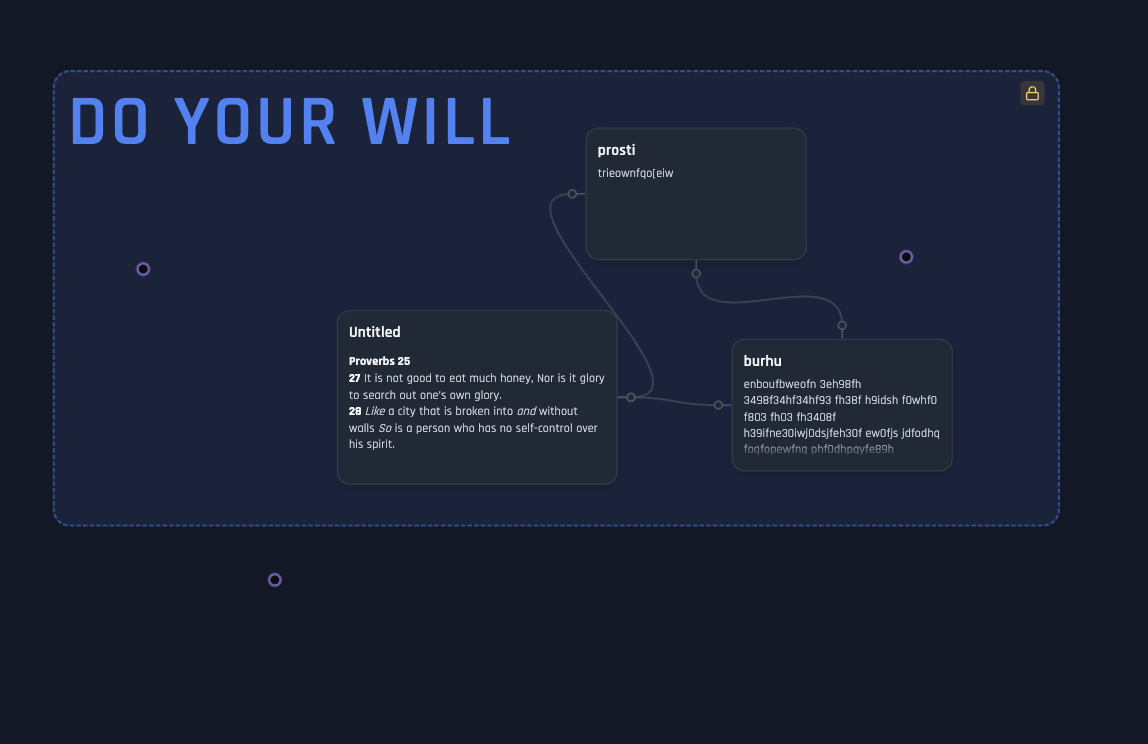 DO YOUR WILL
prosti
trieownfqo[eiw
Untitled
Proverbs 25
27 It is not good to eat much honey, Nor is it glory
to search out one's own glory.
28 Like a city that is broken into and without
walls So is a person who has no self-control over
his spirit.
burhu
enboufbweofn 3eh98fh
3498f34hf34hf93 fh38f h9idsh f0whf0
f803 fh03 fh3408f
h39ifne30iwj0dsjfeh30f ew0fjs jdfodhq
foqfopewfnq phf0dhpqyfe89h